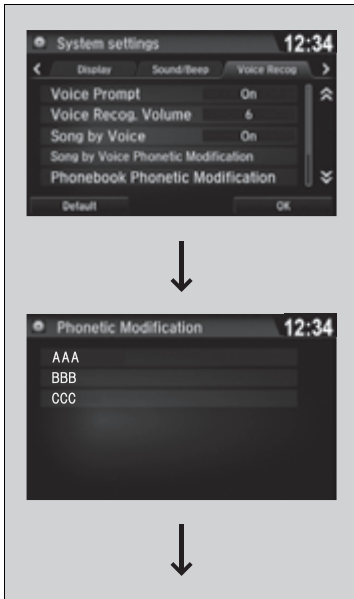 System settings 12:34
Display Sound/Beep Voice Recog
Voice Prompt On
Voice Recog. Volume 6
Song by Voice On
Song by Voice Phonetic Modification
Phonebook Phonetic Modification
Default OK
Phonetic Modification 12:34
AAA
BBB
CCC